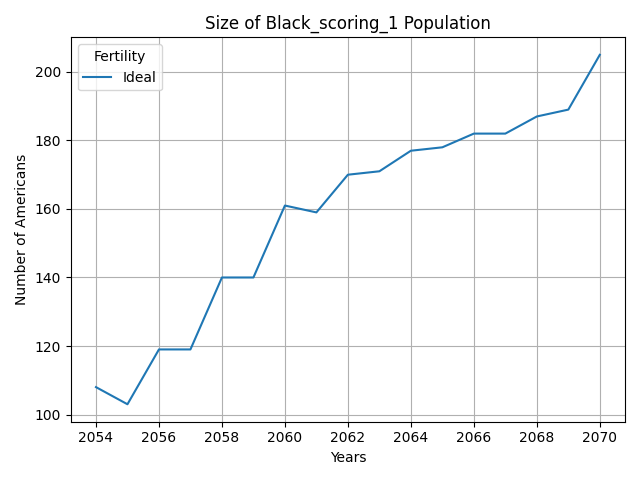 Size of Black_scoring_1 Population
Fertility
Ideal
Number of Americans
200
180
160
140
120
100
2054 2056 2058 2060 2062 2064 2066 2068 2070
Years